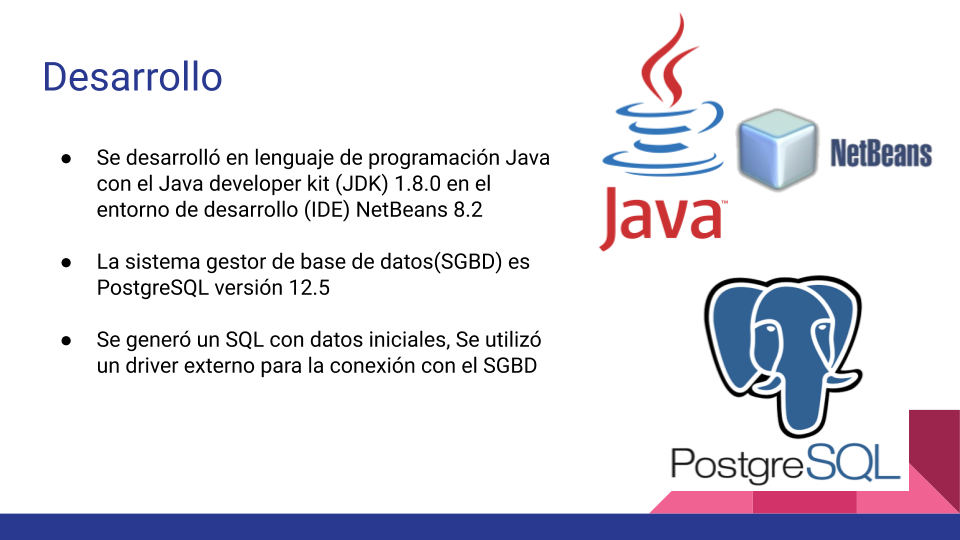 Desarrollo
● Se desarrolló en lenguaje de programación Java
con el Java developer kit (JDK) 1.8.0 en el
entorno de desarrollo (IDE) NetBeans 8.2
● La sistema gestor de base de datos(SGBD) es
PostgreSQL versión 12.5
● Se generó un SQL con datos iniciales, Se utilizó
un driver externo para la conexión con el SGBD
Java™
NetBeans
PostgreSQL